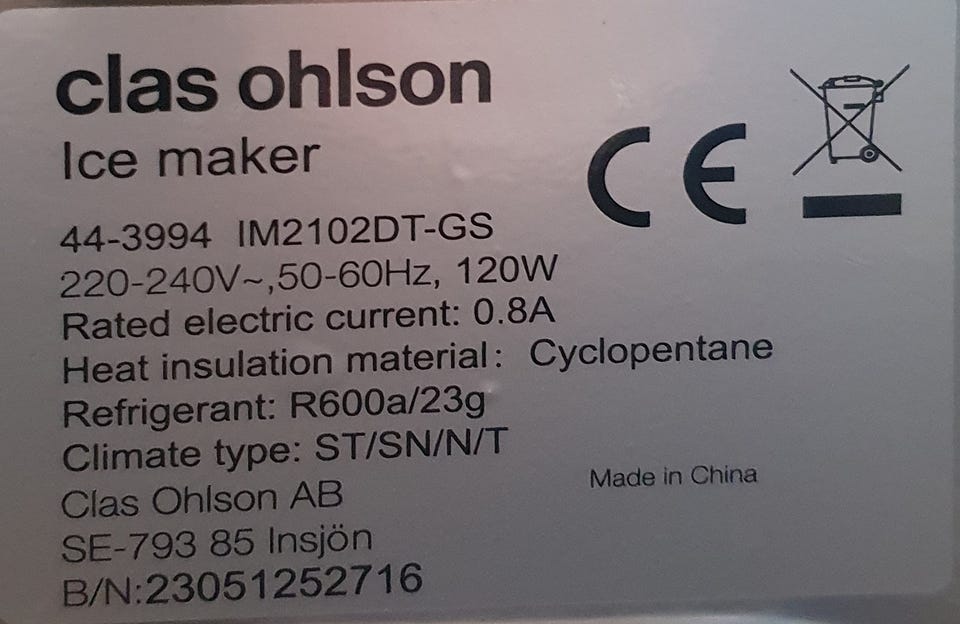 clas ohlson
Ice maker
CE
44-3994 IM2102DT-GS
220-240V~,50-60Hz, 120W
Rated electric current: 0.8A
Heat insulation material: Cyclopentane
Refrigerant: R600a/23g
Climate type: ST/SN/N/T
Clas Ohlson AB
Made in China
SE-793 85 Insjön
B/N:23051252716